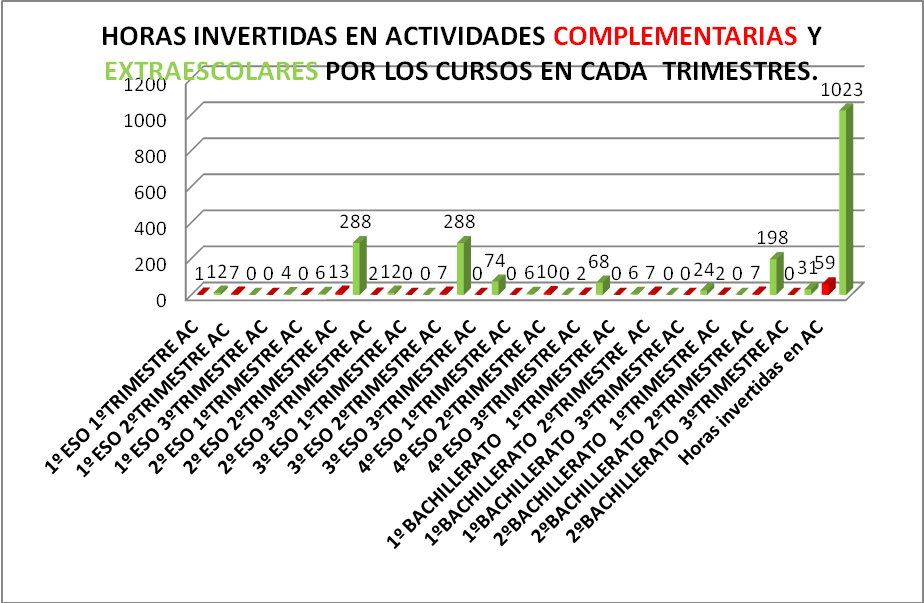 HORAS INVERTIDAS EN ACTIVIDADES COMPLEMENTARIAS Y
EXTRAESCOLARES POR LOS CURSOS EN CADA TRIMESTRES.
1200
1000
800
600
400
200
0
1 12 7 0 0 4 0 6 13 288 2 12 0 0 7 288 0 74 0 6 10 0 2 68 0 6 7 0 0 24 2 0 7 198 0 31 59 1023
1º ESO 1ºTRIMESTRE AC
1º ESO 2ºTRIMESTRE AC
1º ESO 3ºTRIMESTRE AC
2º ESO 1ºTRIMESTRE AC
2º ESO 2ºTRIMESTRE AC
2º ESO 3ºTRIMESTRE AC
3º ESO 1ºTRIMESTRE AC
3º ESO 2ºTRIMESTRE AC
3º ESO 3ºTRIMESTRE AC
4º ESO 1ºTRIMESTRE AC
4º ESO 2ºTRIMESTRE AC
4º ESO 3ºTRIMESTRE AC
1º BACHILLERATO 1ºTRIMESTRE AC
1ºBACHILLERATO 2ºTRIMESTRE AC
1ºBACHILLERATO 3ºTRIMESTRE AC
2ºBACHILLERATO 1ºTRIMESTRE AC
2ºBACHILLERATO 2ºTRIMESTRE AC
2ºBACHILLERATO 3ºTRIMESTRE AC
Horas invertidas en AC